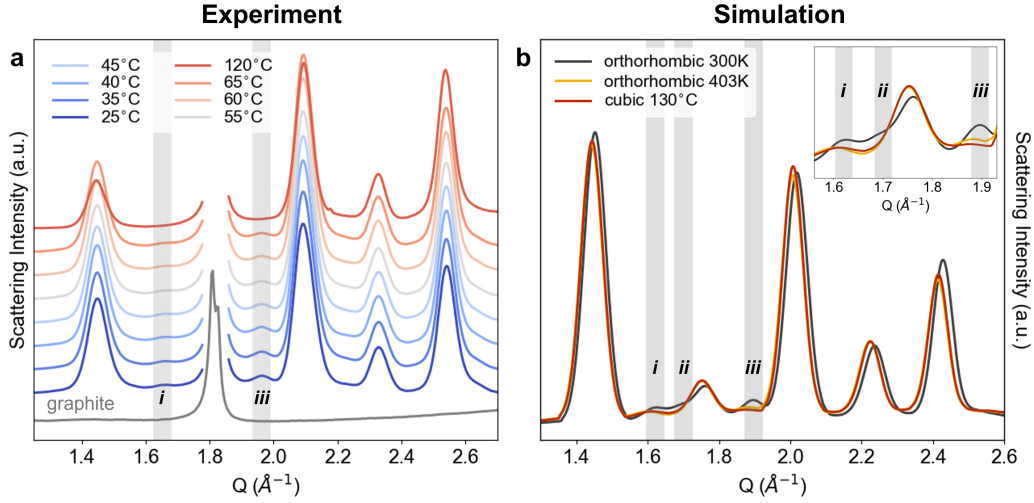 Experiment
Simulation
a
45°C
40°C
35°C
25°C
120°C
65°C
60°C
55°C
Scattering Intensity (a.u.)
graphite
i
iii
1.4 1.6 1.8 2.0 2.2 2.4 2.6
Q (Å⁻¹)
b
orthorhombic 300K
orthorhombic 403K
cubic 130°C
i ii iii
1.6 1.7 1.8 1.9
Q (Å⁻¹)
i ii iii
Scattering Intensity (a.u.)
1.4 1.6 1.8 2.0 2.2 2.4 2.6
Q (Å⁻¹)